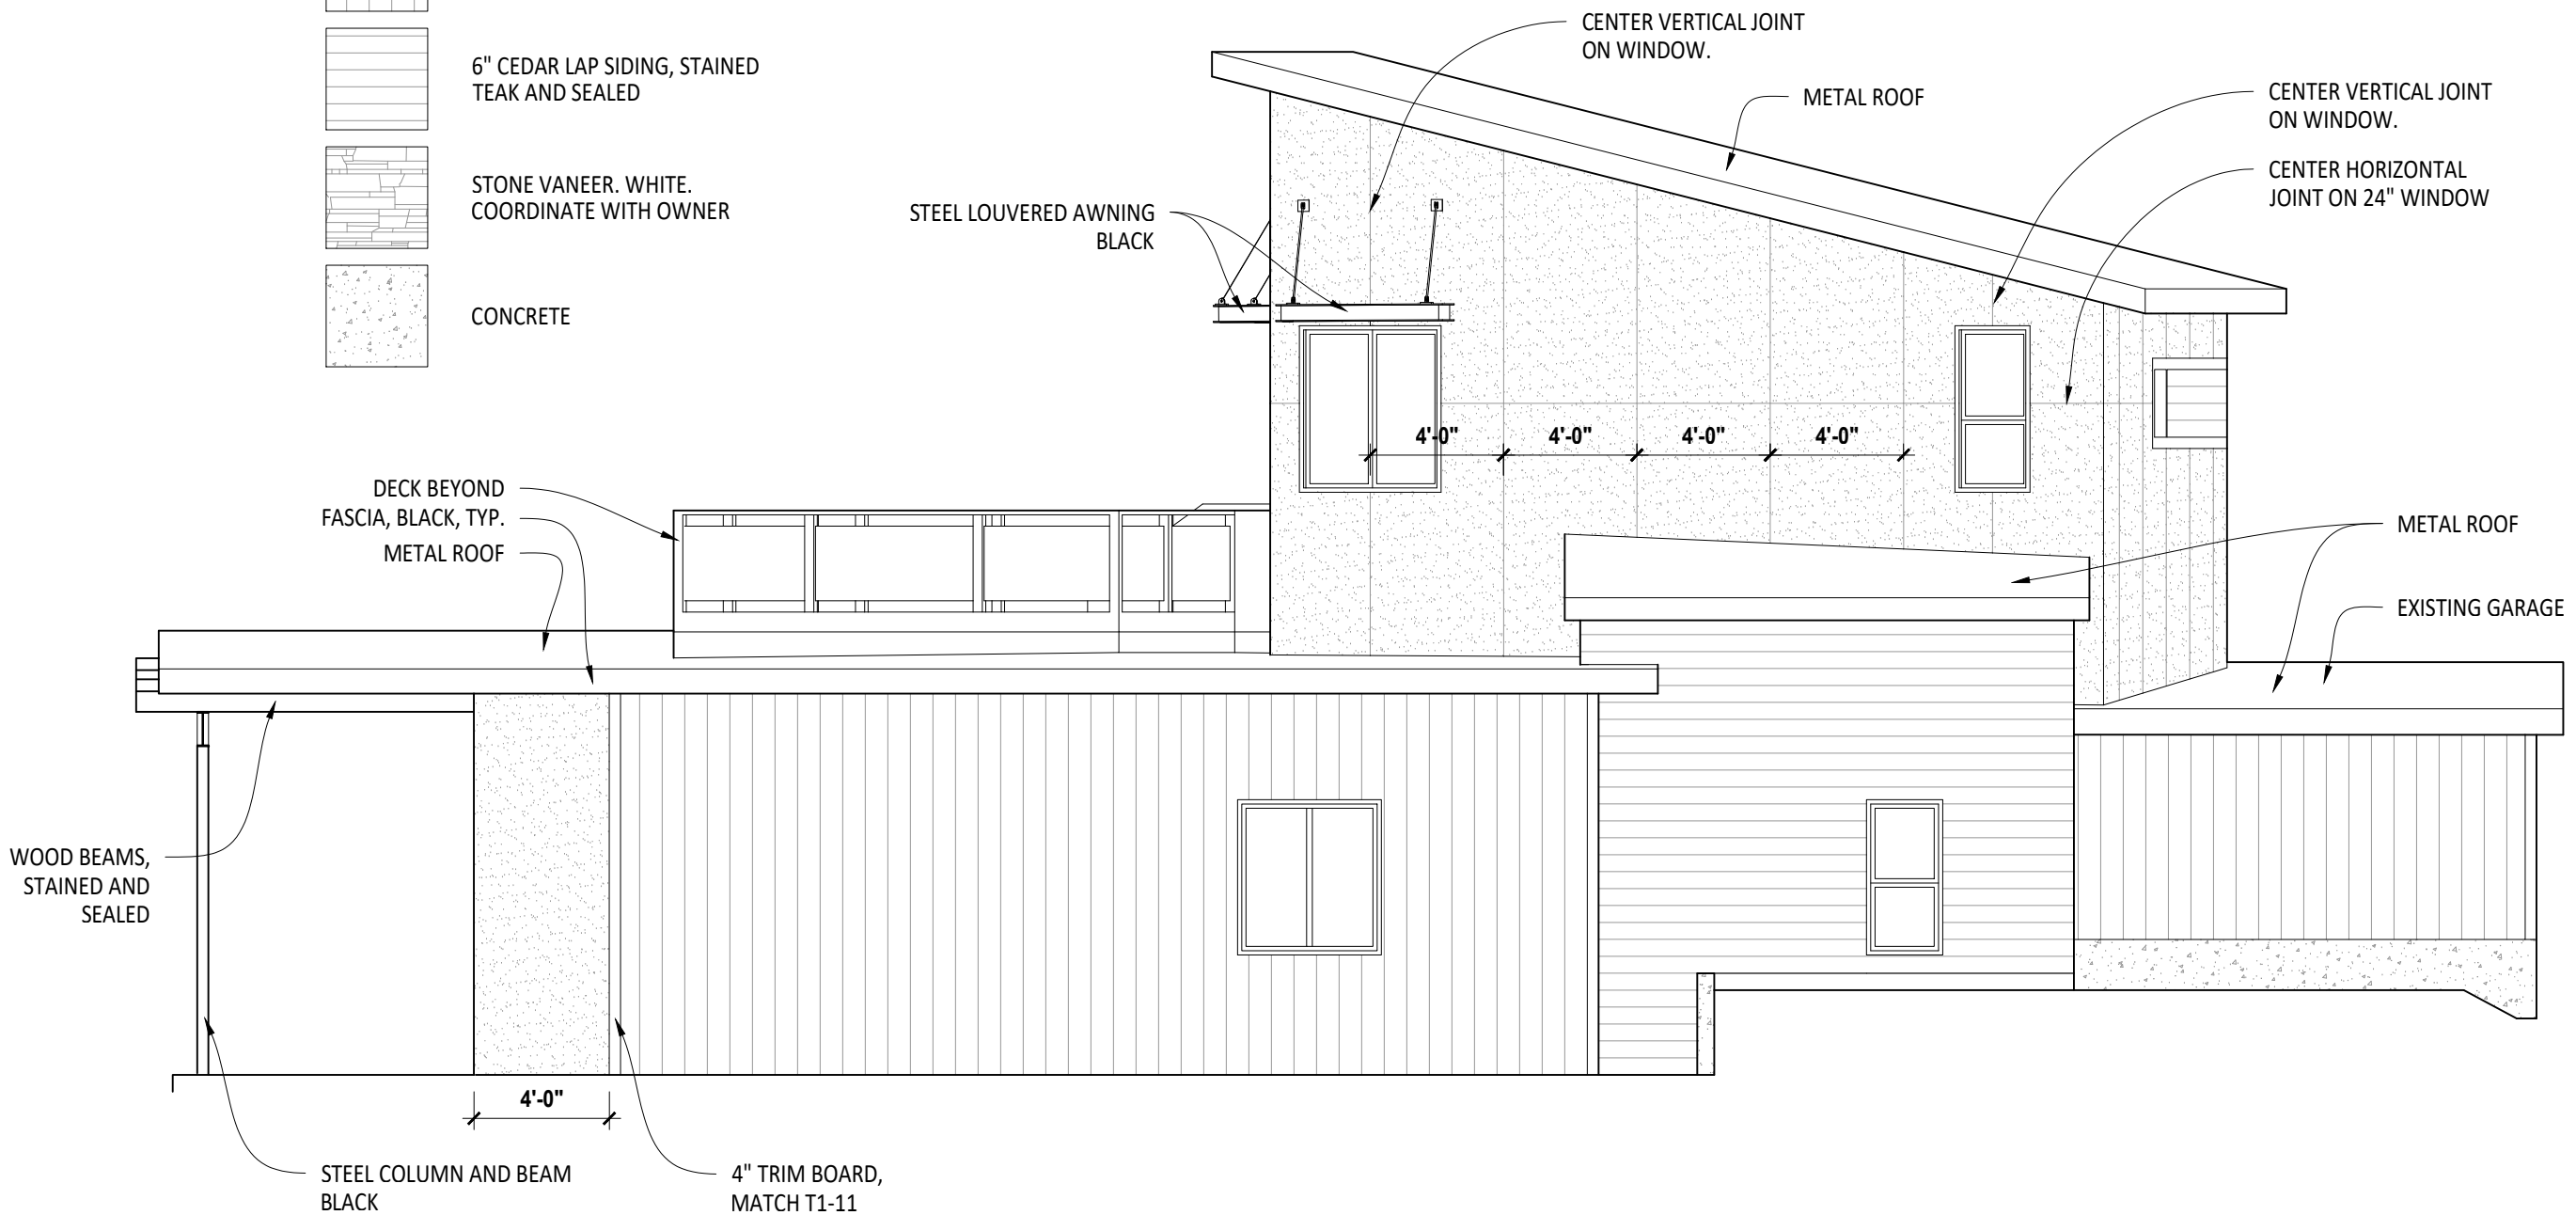 6" CEDAR LAP SIDING, STAINED
TEAK AND SEALED
STONE VANEER. WHITE.
COORDINATE WITH OWNER
CONCRETE
CENTER VERTICAL JOINT
ON WINDOW.
METAL ROOF
CENTER VERTICAL JOINT
ON WINDOW.
CENTER HORIZONTAL
JOINT ON 24" WINDOW
STEEL LOUVERED AWNING
BLACK
4'-0"
4'-0"
4'-0"
4'-0"
DECK BEYOND
FASCIA, BLACK, TYP.
METAL ROOF
METAL ROOF
EXISTING GARAGE
WOOD BEAMS,
STAINED AND
SEALED
4'-0"
STEEL COLUMN AND BEAM
BLACK
4" TRIM BOARD,
MATCH T1-11